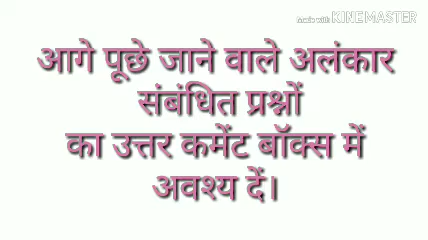 Made with KINEMASTER
आगे पूछे जाने वाले अलंकार
संबंधित प्रश्नों
का उत्तर कमेंट बॉक्स में
अवश्य दें।